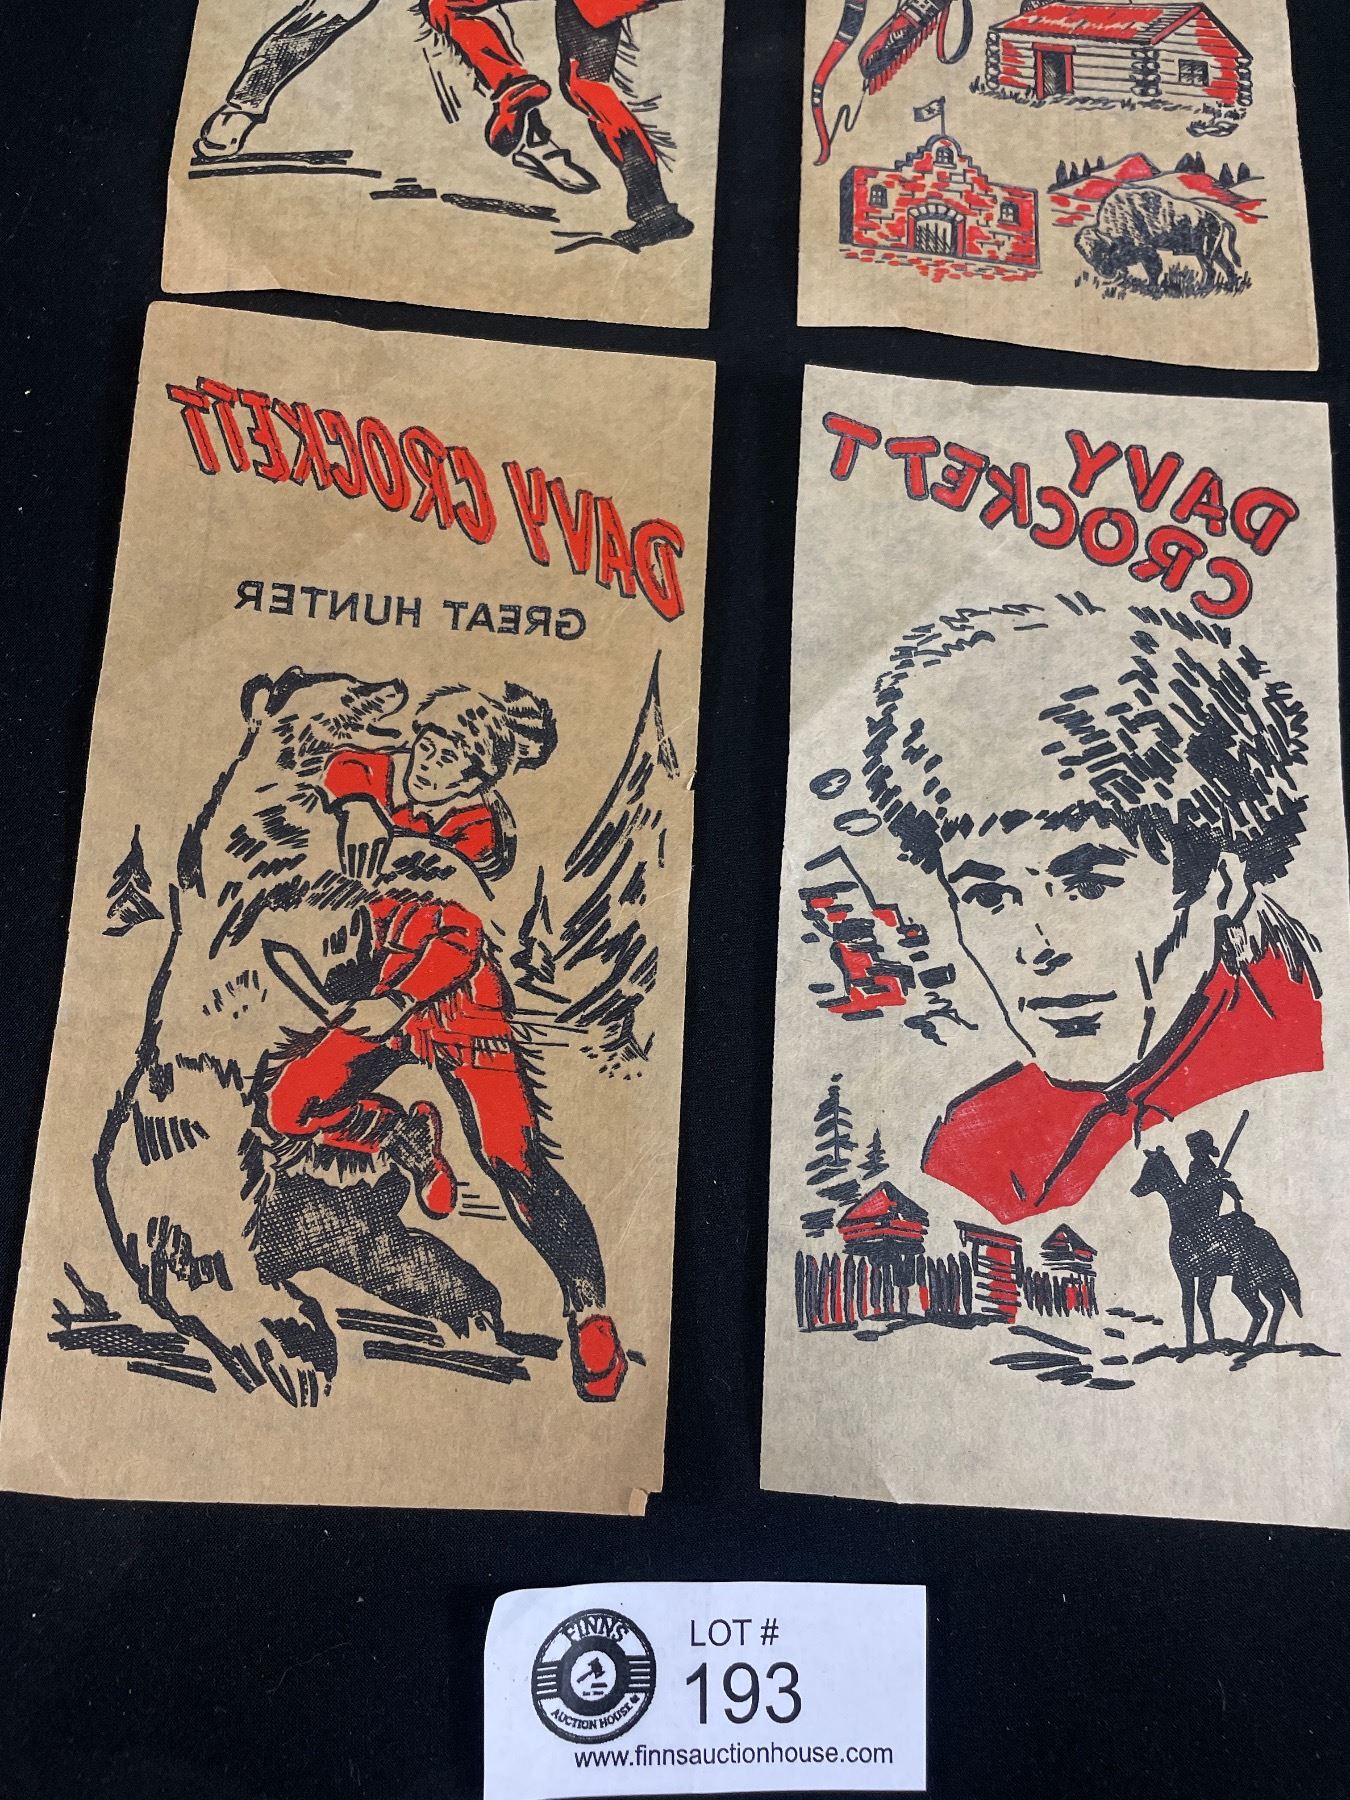 DAVY CROCKETT
GREAT HUNTER
DAVY
CROCKETT
FINNS
AUCTION HOUSE
LOT #
193
www.finnsauctionhouse.com